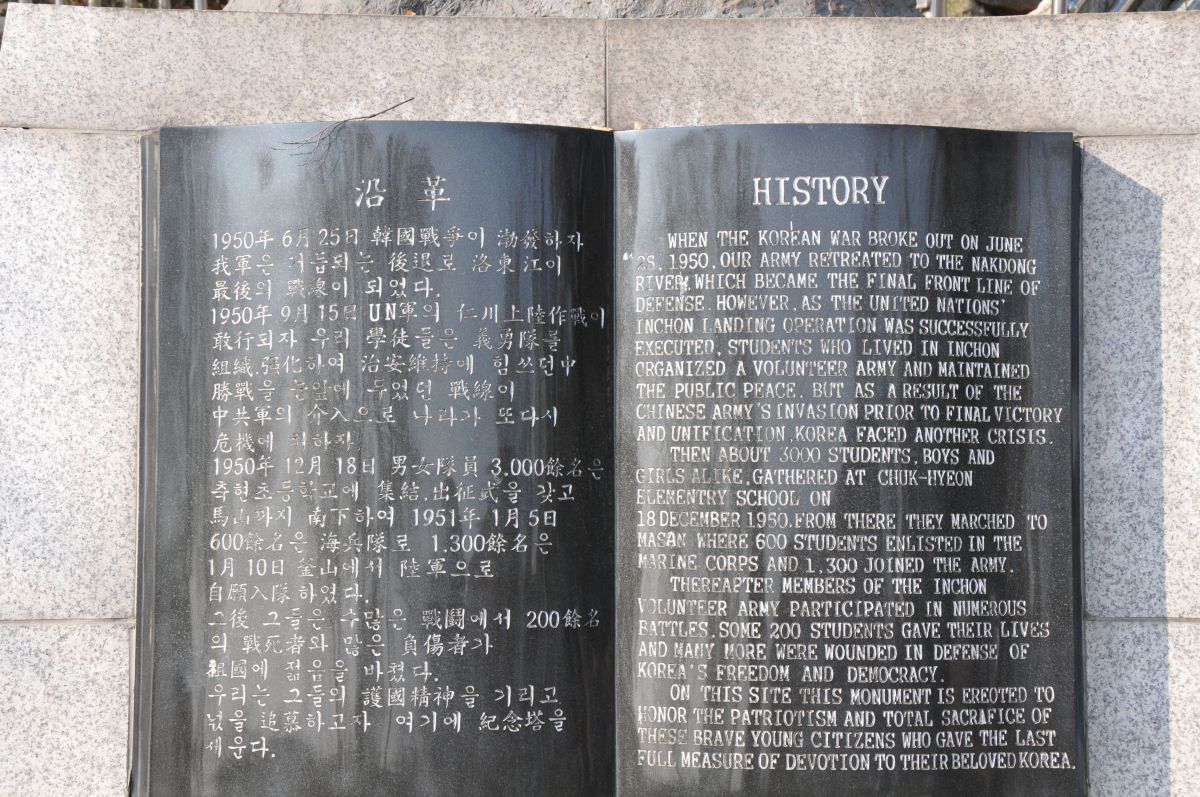 沿革
1950年 6月 25日 韓國戰爭이 勃發하자
我軍은 거듭되는 後退로 洛東江이
最後의 戰線이 되었다.
1950年 9月 15日 UN軍의 仁川上陸作戰이
敢行되자 우리 學徒들은 義勇隊를
組織.强化하여 治安維持에 힘쓰던中
勝戰을 눈앞에 두었던 戰線이
中共軍의 介入으로 나라가 또다시
危機에 처하자
1950年 12月 18日 男女隊員 3,000餘名은
축현초등학교에 集結.出征式을 갖고
馬山까지 南下하여 1951年 1月 5日
600餘名은 海兵隊로 1.300餘名은
1月 10日 釜山에서 陸軍으로
自願入隊하였다.
그後 그들은 수많은 戰鬪에서 200餘名
의 戰死者와 많은 負傷者가
祖國에 젊음을 바쳤다.
우리는 그들의 護國精神을 기리고
넋을 追慕하고자 여기에 紀念塔을
세운다.
HISTORY
WHEN THE KOREAN WAR BROKE OUT ON JUNE
25, 1950, OUR ARMY RETREATED TO THE NAKDONG
RIVER, WHICH BECAME THE FINAL FRONT LINE OF
DEFENSE. HOWEVER, AS THE UNITED NATIONS'
INCHON LANDING OPERATION WAS SUCCESSFULLY
EXECUTED, STUDENTS WHO LIVED IN INCHON
ORGANIZED A VOLUNTEER ARMY AND MAINTAINED
THE PUBLIC PEACE. BUT AS A RESULT OF THE
CHINESE ARMY'S INVASION PRIOR TO FINAL VICTORY
AND UNIFICATION, KOREA FACED ANOTHER CRISIS.
THEN ABOUT 3000 STUDENTS, BOYS AND
GIRLS ALIKE, GATHERED AT CHUK-HYEON
ELEMENTRY SCHOOL ON
18 DECEMBER 1950. FROM THERE THEY MARCHED TO
MASAN WHERE 600 STUDENTS ENLISTED IN THE
MARINE CORPS AND 1,300 JOINED THE ARMY.
THEREAPTER MEMBERS OF THE INCHON
VOLUNTEER ARMY PARTICIPATED IN NUMEROUS
BATTLES. SOME 200 STUDENTS GAVE THEIR LIVES
AND MANY MORE WERE WOUNDED IN DEFENSE OF
KOREA'S FREEDOM AND DEMOCRACY.
ON THIS SITE THIS MONUMENT IS EROTED TO
HONOR THE PATRIOTISM AND TOTAL SACRAFICE OF
THESE BRAVE YOUNG CITIZENS WHO GAVE THE LAST
FULL MEASURE OF DEVOTION TO THEIR BELOVED KOREA.